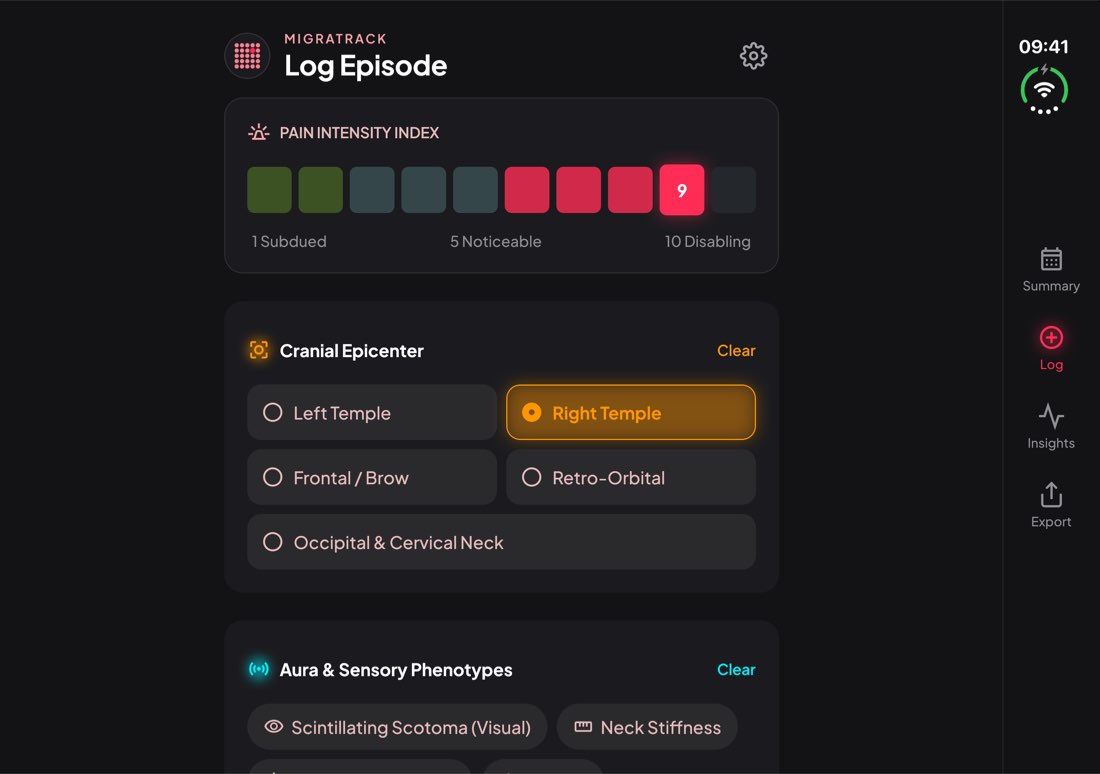 MIGRATRACK
Log Episode
09:41
PAIN INTENSITY INDEX
9
1 Subdued
5 Noticeable
10 Disabling
Cranial Epicenter
Clear
Left Temple
Right Temple
Frontal / Brow
Retro-Orbital
Occipital & Cervical Neck
Aura & Sensory Phenotypes
Clear
Scintillating Scotoma (Visual)
Neck Stiffness
Summary
Log
Insights
Export